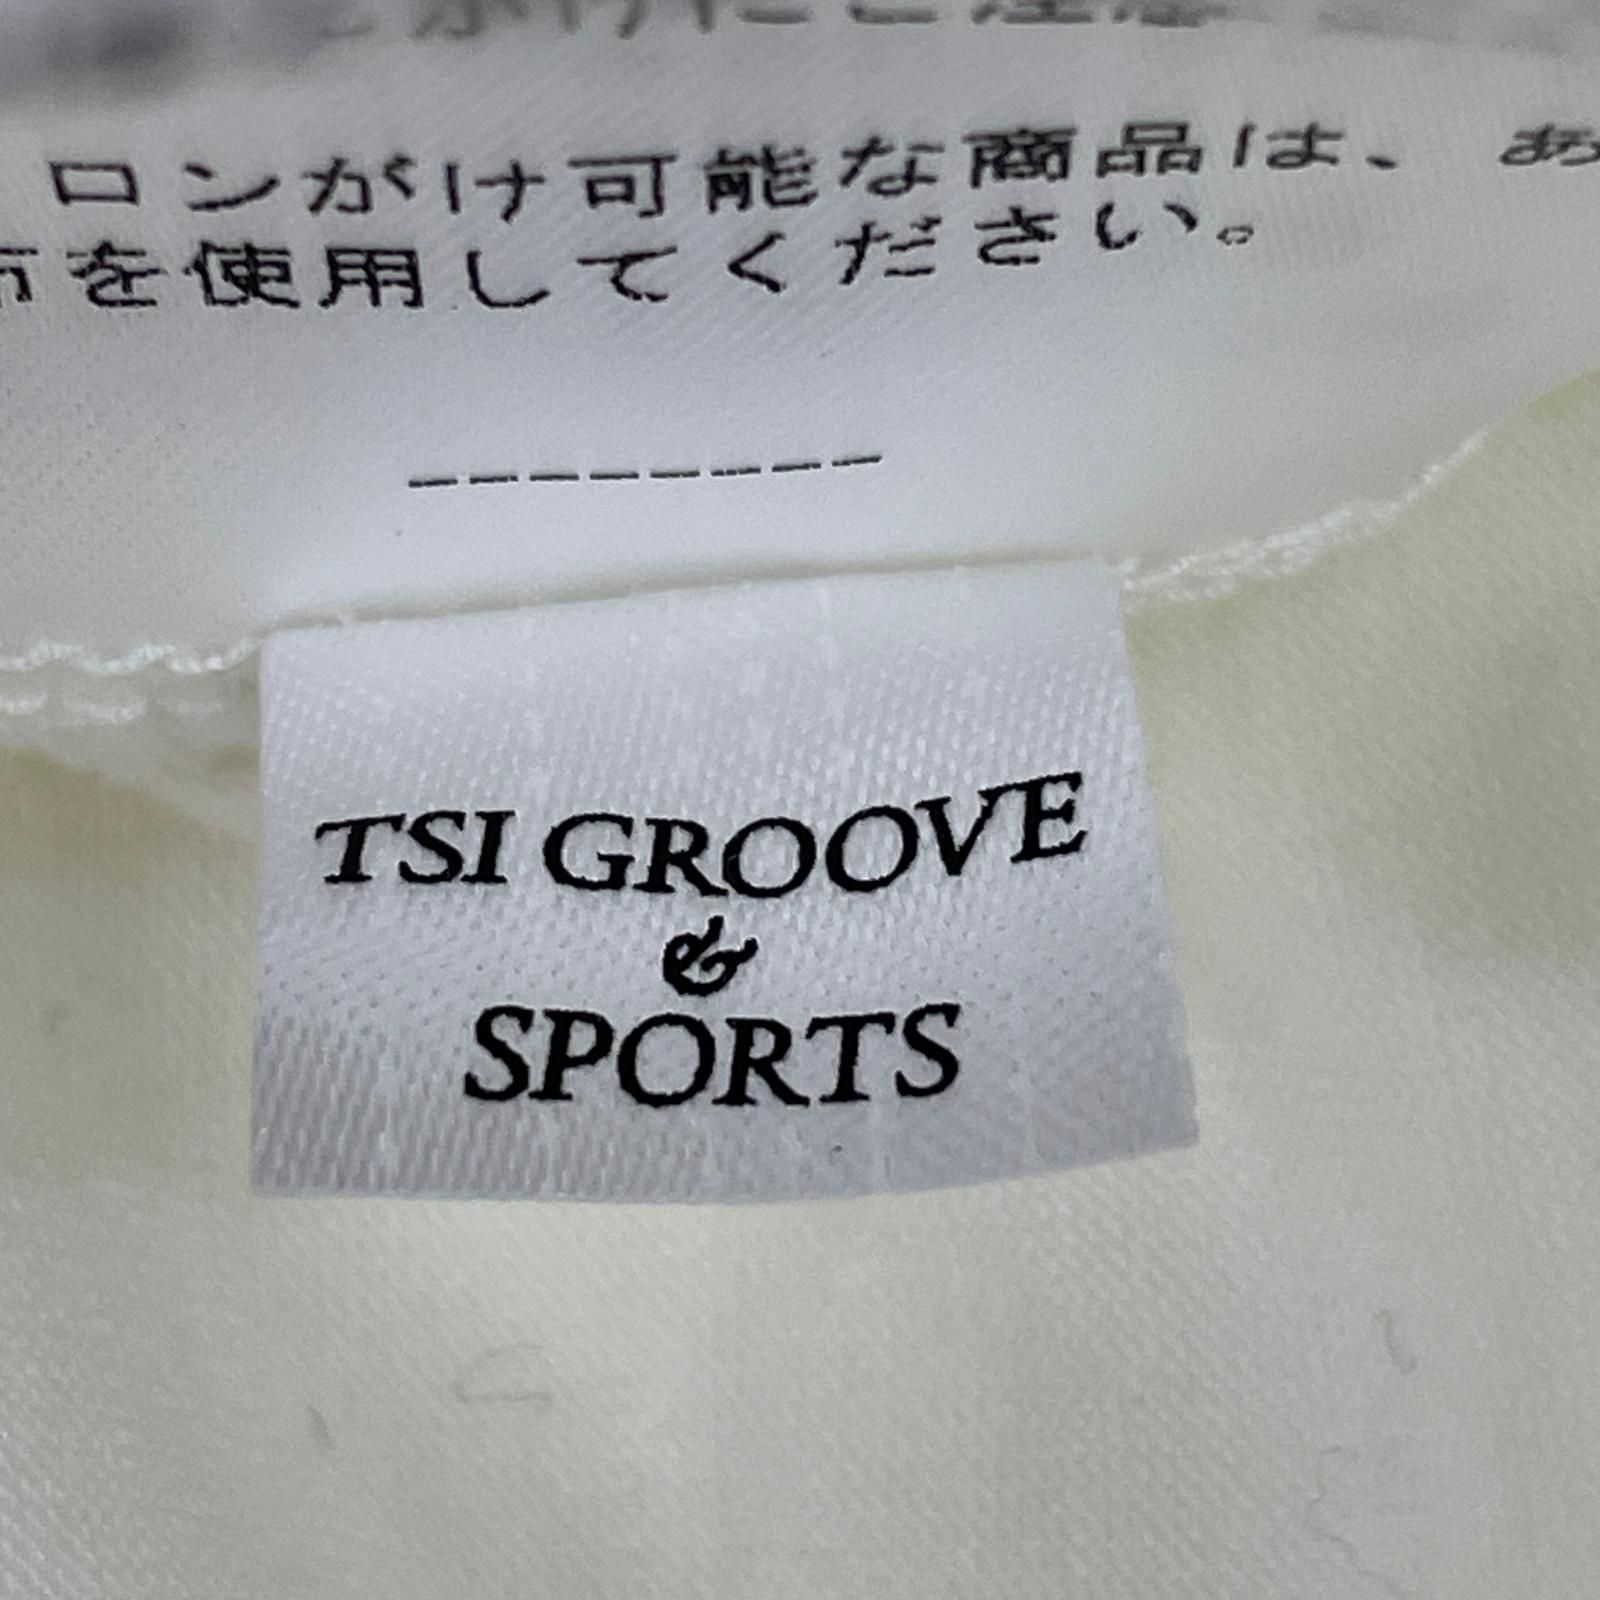 ロンがけ可能な商品は、あ
布を使用してください。
--------
TSI GROOVE
&
SPORTS